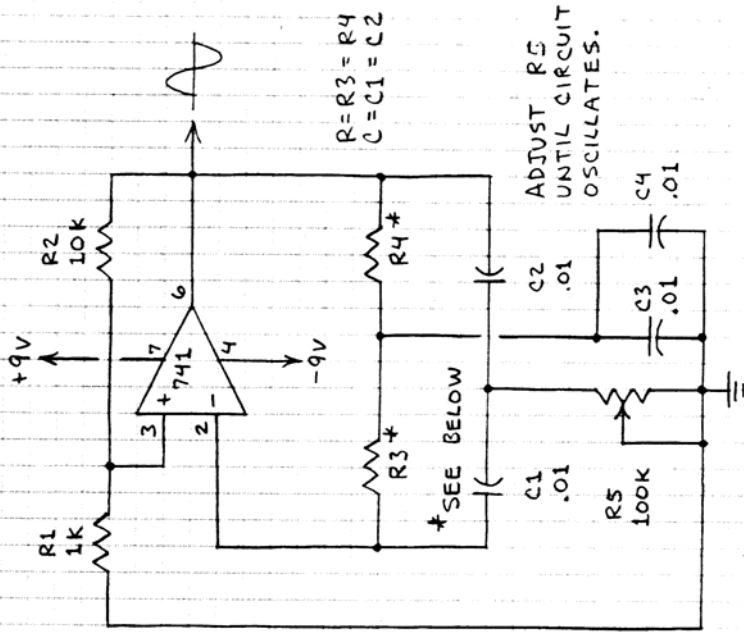 +9V
R2
10K
R1
1K
3
+
7
741
6
2
-
4
-9V
R=R3=R4
C=C1=C2
R3*
R4*
*SEE BELOW
C1
.01
C2
.01
ADJUST R5
UNTIL CIRCUIT
OSCILLATES.
R5
100K
C3
.01
C4
.01